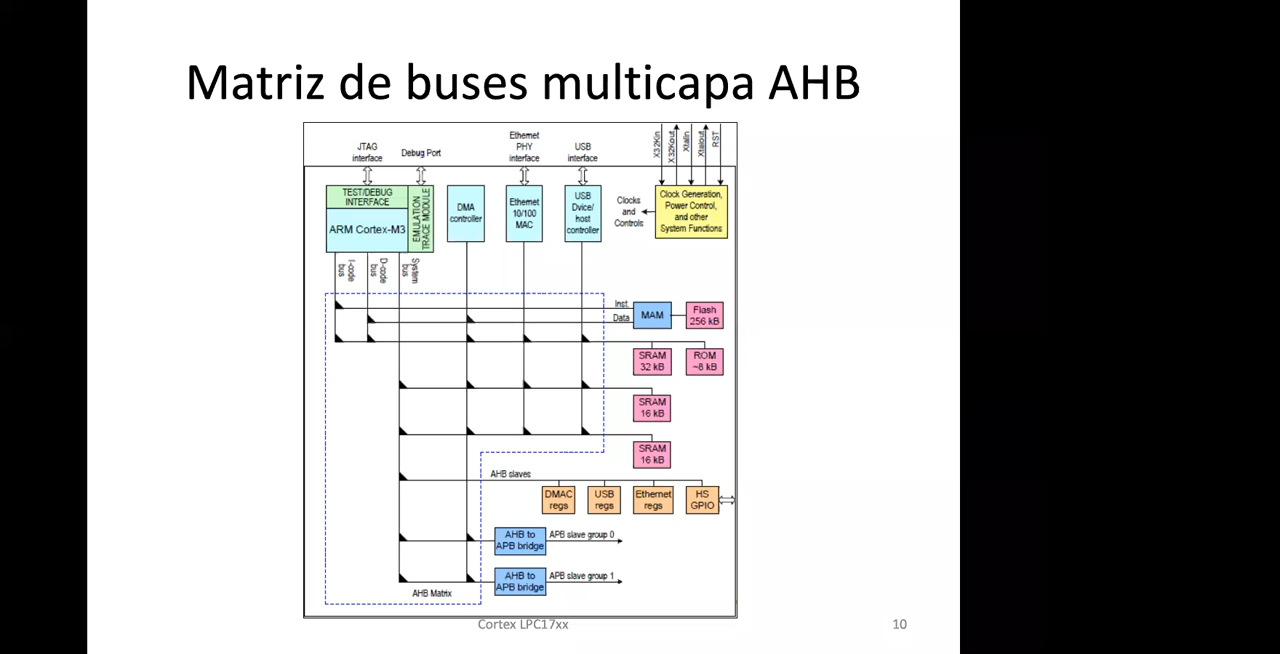 Matriz de buses multicapa AHB
JTAG
interface
Debug Port
Ethernet
PHY
interface
USB
interface
X32Kin
X32Kout
Xtalin
Xtalout
RST
TEST/DEBUG
INTERFACE
ARM Cortex-M3
EMULATION
TRACE MODULE
DMA
controller
Ethernet
10/100
MAC
USB
Dvice/
host
controller
Clocks
and
Controls
Clock Generation,
Power Control,
and other
System Functions
I-code
bus
D-code
bus
System
bus
Inst.
Data
MAM
Flash
256 kB
SRAM
32 kB
ROM
~8 kB
SRAM
16 kB
SRAM
16 kB
AHB slaves
DMAC
regs
USB
regs
Ethernet
regs
HS
GPIO
AHB to
APB bridge
APB slave group 0
AHB to
APB bridge
APB slave group 1
AHB Matrix
Cortex LPC17xx
10